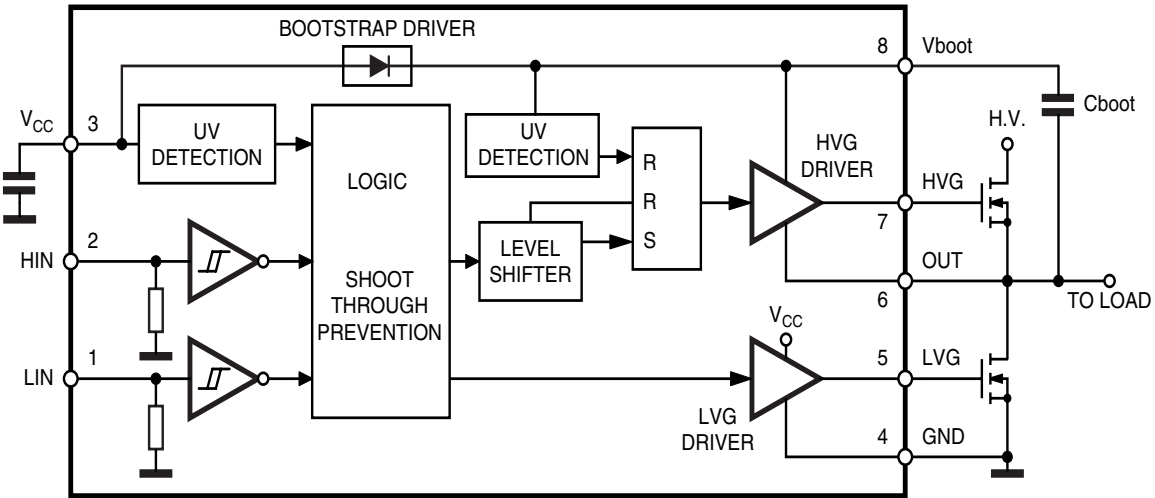 BOOTSTRAP DRIVER
8 Vboot
VCC 3
UV
DETECTION
UV
DETECTION
Cboot
H.V.
HVG
DRIVER
LOGIC
R
R
S
HVG
7
HIN 2
LEVEL
SHIFTER
SHOOT
THROUGH
PREVENTION
OUT
6
TO LOAD
VCC
LIN 1
5 LVG
LVG
DRIVER
4 GND